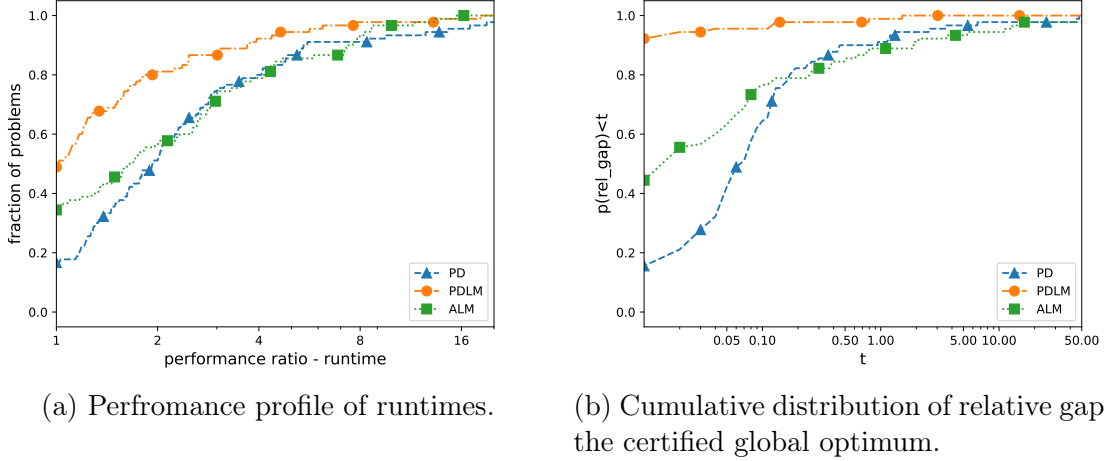 1.0
0.8
0.6
0.4
0.2
0.0
fraction of problems
1
2
4
8
16
performance ratio - runtime
PD
PDLM
ALM
1.0
0.8
0.6
0.4
0.2
0.0
p(rel_gap)<t
0.05
0.10
0.50
1.00
5.00
10.00
50.00
t
PD
PDLM
ALM
(a) Perfromance profile of runtimes.
(b) Cumulative distribution of relative gap
the certified global optimum.